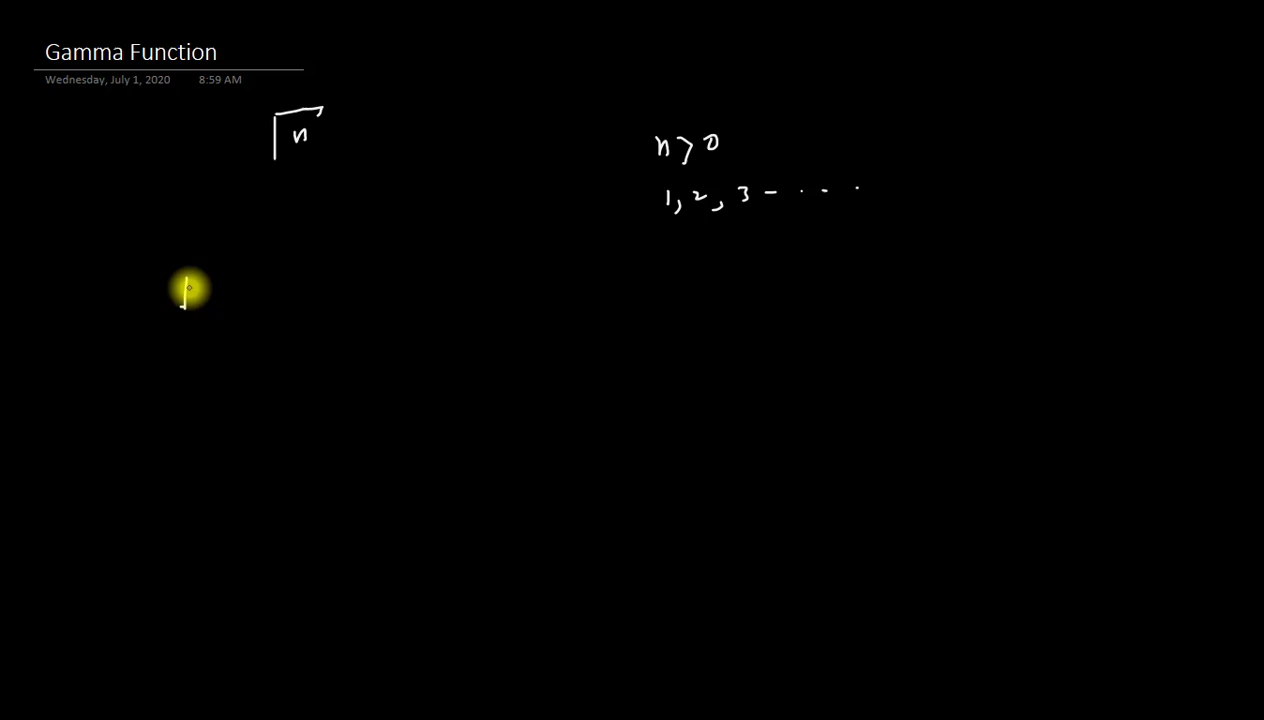 Gamma Function
Wednesday, July 1, 2020 8:59 AM
Γn
n > 0
1, 2, 3 - . - .